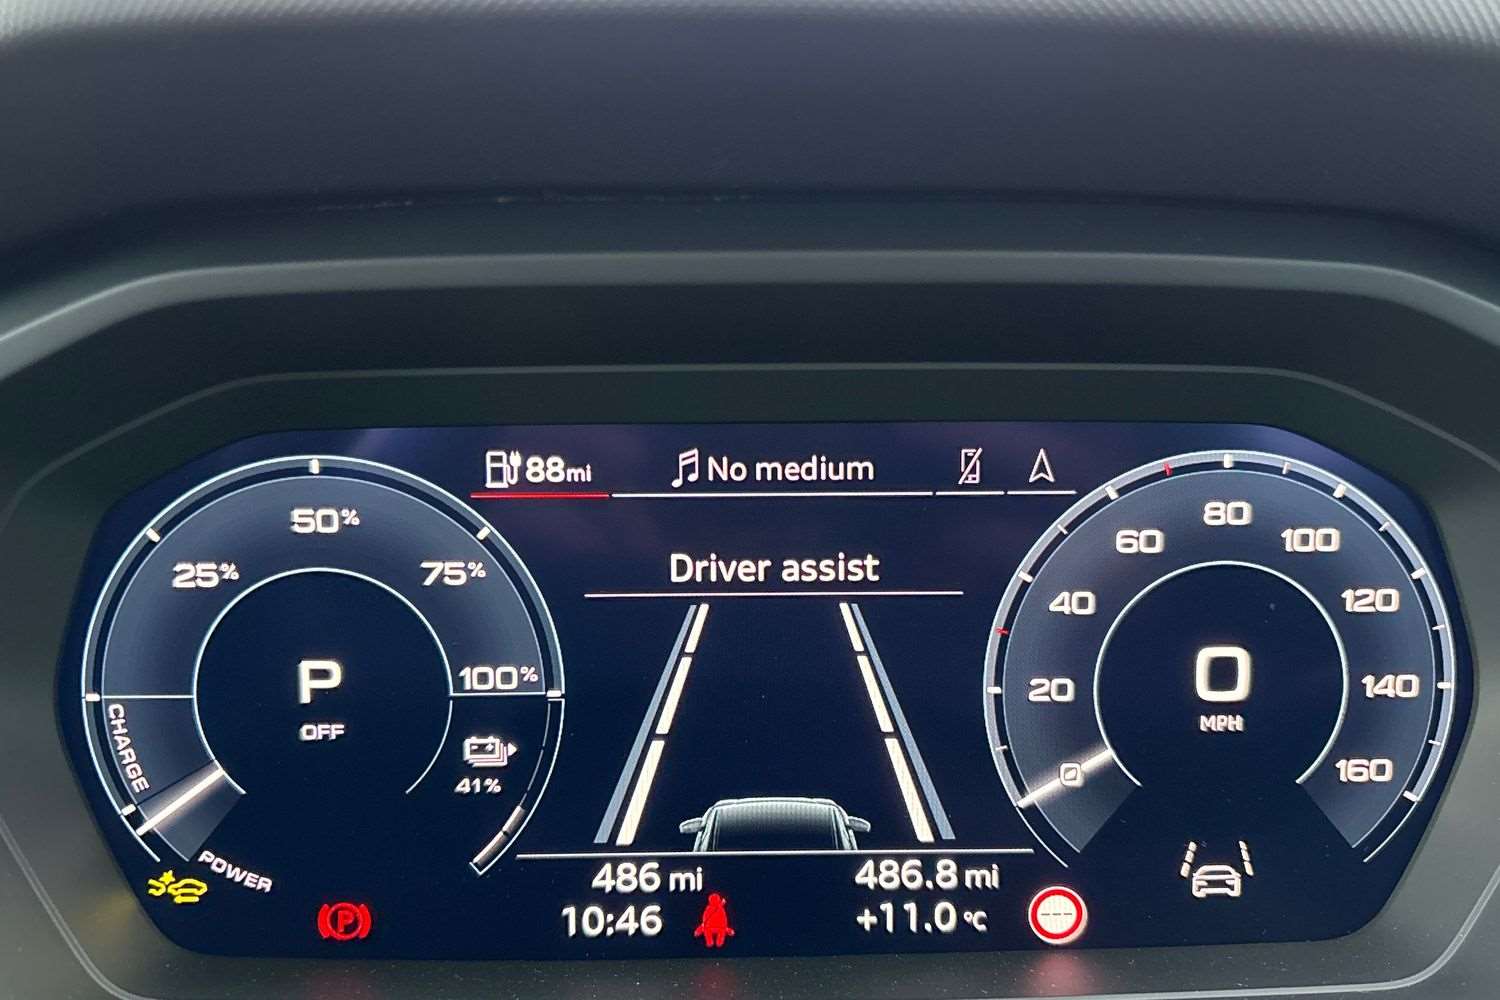 88mi
No medium
Driver assist
25%
50%
75%
100%
CHARGE
POWER
P
OFF
41%
0
20
40
60
80
100
120
140
160
0
MPH
486 mi
486.8 mi
10:46
+11.0 °C
P
---